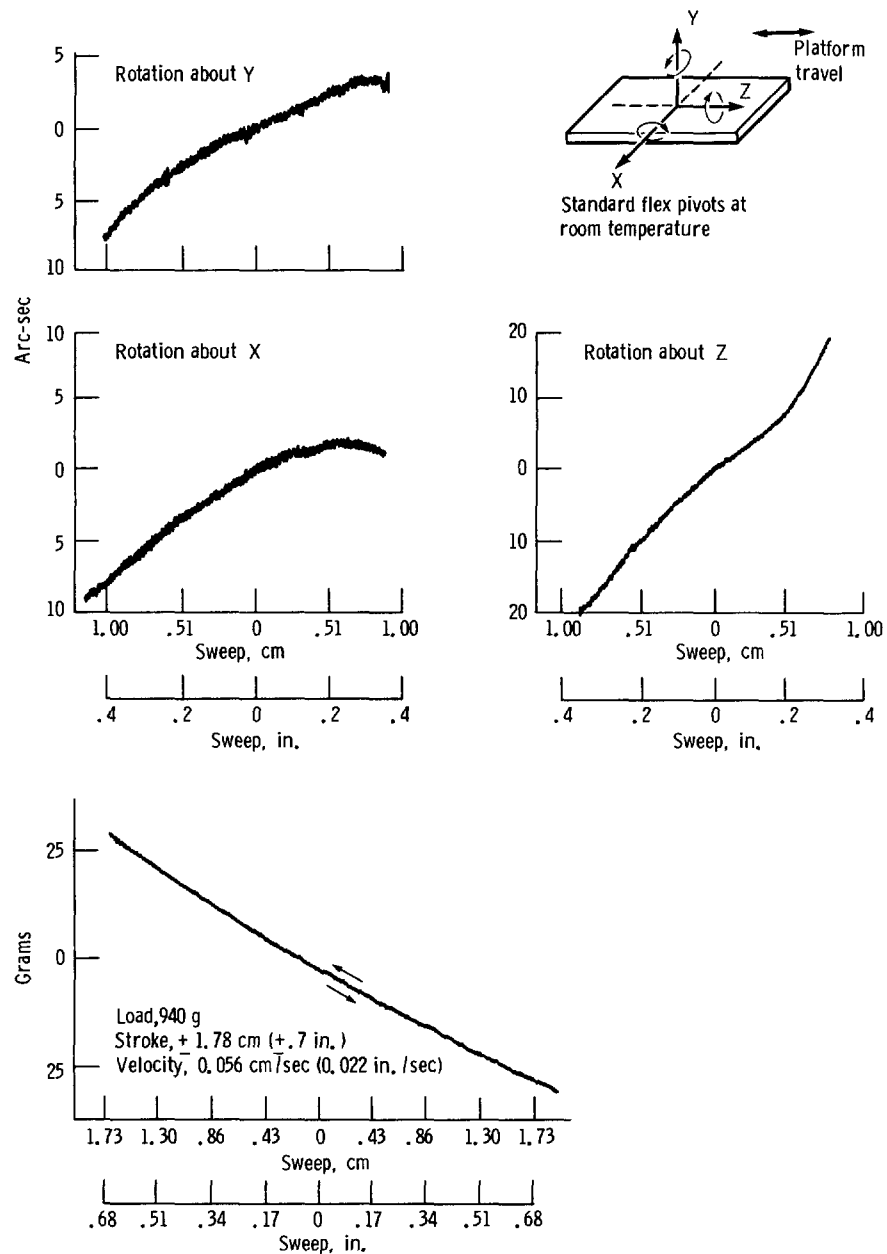 5
Rotation about Y
0
5
10
Y
Platform
travel
Z
X
Standard flex pivots at
room temperature
Arc-sec
10
Rotation about X
5
0
5
10
1.00 .51 0 .51 1.00
Sweep, cm
.4 .2 0 .2 .4
Sweep, in.
20
Rotation about Z
10
0
10
20
1.00 .51 0 .51 1.00
Sweep, cm
.4 .2 0 .2 .4
Sweep, in.
25
Grams
0
25
Load, 940 g
Stroke, ± 1.78 cm (±.7 in.)
Velocity, 0.056 cm/sec (0.022 in./sec)
1.73 1.30 .86 .43 0 .43 .86 1.30 1.73
Sweep, cm
.68 .51 .34 .17 0 .17 .34 .51 .68
Sweep, in.